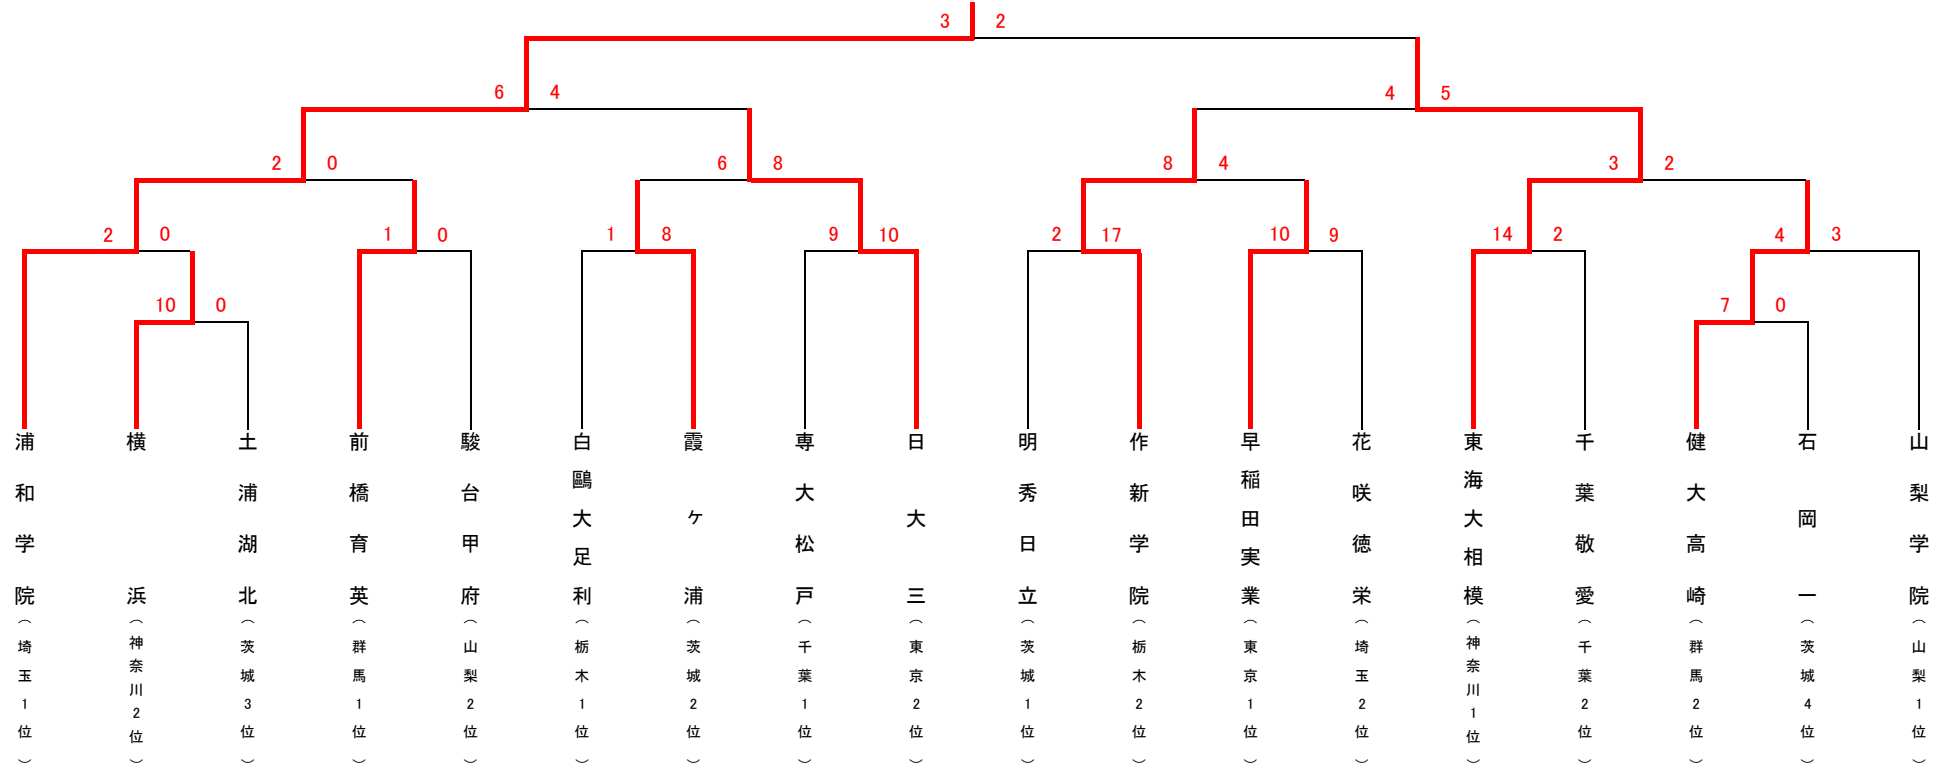 3 2
6 4 4 5
2 0 6 8 8 4 3 2
2 0 1 0 1 8 9 10 2 17 10 9 14 2 4 3
10 0 7 0
浦和学院（埼玉1位）
横浜（神奈川2位）
土浦湖北（茨城3位）
前橋育英（群馬1位）
駿台甲府（山梨2位）
白鷗大足利（栃木1位）
霞ケ浦（茨城2位）
専大松戸（千葉1位）
日大三（東京2位）
明秀日立（茨城1位）
作新学院（栃木2位）
早稲田実業（東京1位）
花咲徳栄（埼玉2位）
東海大相模（神奈川1位）
千葉敬愛（千葉2位）
健大高崎（群馬2位）
石岡一（茨城4位）
山梨学院（山梨1位）